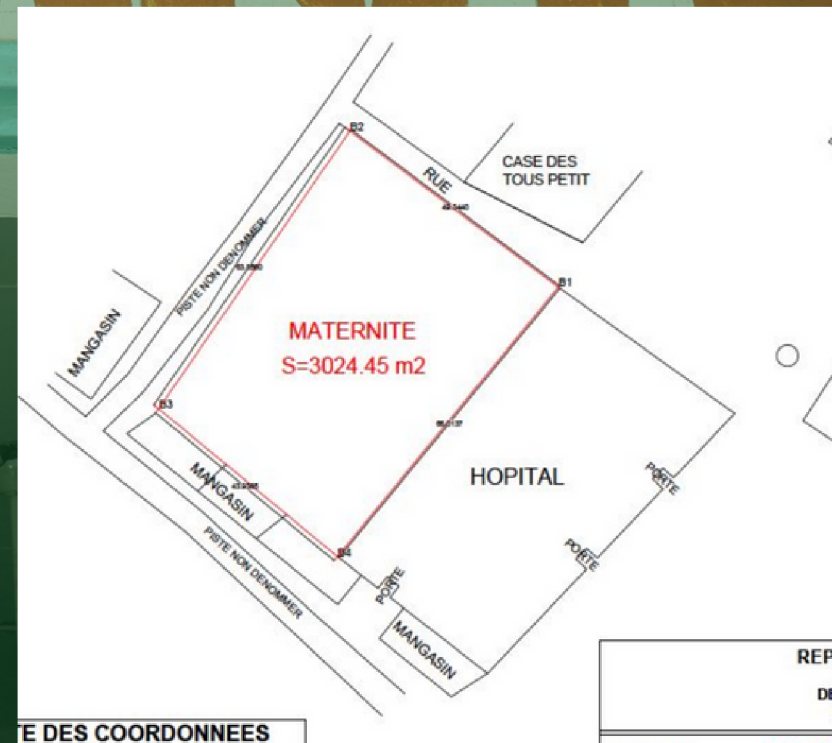 B2
CASE DES
TOUS PETIT
RUE
PISTE NON DENOMMER
B1
MATERNITE
S=3024.45 m2
MANGASIN
B3
HOPITAL
PORTE
MANGASIN
PORTE
B4
PISTE NON DENOMMER
PORTE
MANGASIN
TE DES COORDONNEES
REP
DE